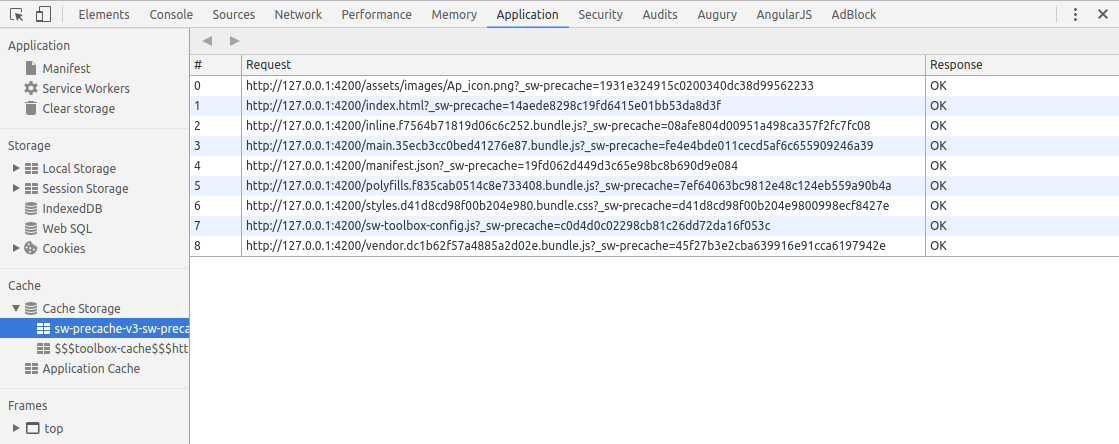 Elements Console Sources Network Performance Memory Application Security Audits Augury AngularJS AdBlock
Application
Manifest
Service Workers
Clear storage
Storage
Local Storage
Session Storage
IndexedDB
Web SQL
Cookies
Cache
Cache Storage
sw-precache-v3-sw-preca
$$$toolbox-cache$$$htt
Application Cache
Frames
top
# Request Response
0 http://127.0.0.1:4200/assets/images/Ap_icon.png?_sw-precache=1931e324915c0200340dc38d99562233 OK
1 http://127.0.0.1:4200/index.html?_sw-precache=14aede8298c19fd6415e01bb53da8d3f OK
2 http://127.0.0.1:4200/inline.f7564b71819d06c6c252.bundle.js?_sw-precache=08afe804d00951a498ca357f2fc7fc08 OK
3 http://127.0.0.1:4200/main.35ecb3cc0bed41276e87.bundle.js?_sw-precache=fe4e4bde011cecd5af6c655909246a39 OK
4 http://127.0.0.1:4200/manifest.json?_sw-precache=19fd062d449d3c65e98bc8b690d9e084 OK
5 http://127.0.0.1:4200/polyfills.f835cab0514c8e733408.bundle.js?_sw-precache=7ef64063bc9812e48c124eb559a90b4a OK
6 http://127.0.0.1:4200/styles.d41d8cd98f00b204e980.bundle.css?_sw-precache=d41d8cd98f00b204e9800998ecf8427e OK
7 http://127.0.0.1:4200/sw-toolbox-config.js?_sw-precache=c0d4d0c02298cb81c26dd72da16f053c OK
8 http://127.0.0.1:4200/vendor.dc1b62f57a4885a2d02e.bundle.js?_sw-precache=45f27b3e2cba639916e91cca6197942e OK